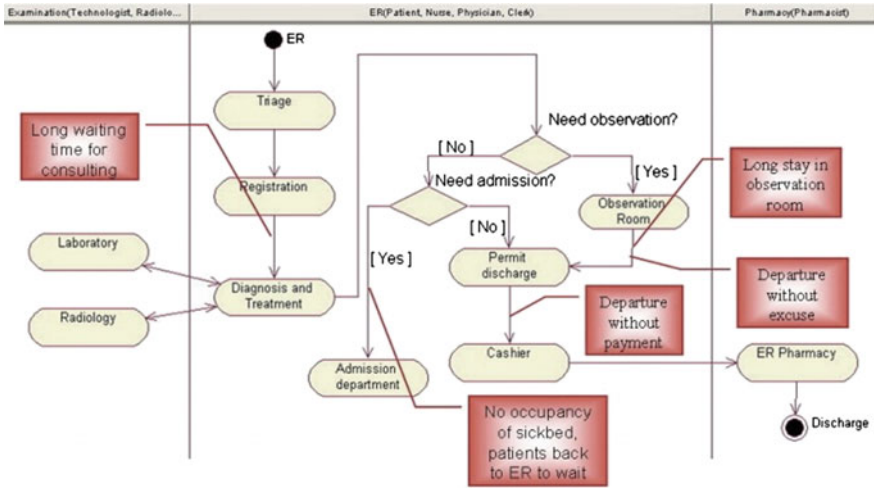 Examination(Technologist, Radiolo...
ER(Patient, Nurse, Physician, Clerk)
Pharmacy(Pharmacist)
ER
Triage
Need observation?
Long waiting
time for
consulting
[ No ]
[ Yes ]
Need admission?
Long stay in
observation
room
Registration
Observation
Room
[ No ]
Laboratory
[ Yes ]
Permit
discharge
Diagnosis and
Treatment
Departure
without
excuse
Radiology
Departure
without
payment
Cashier
ER Pharmacy
Admission
department
No occupancy
of sickbed,
patients back
to ER to wait
Discharge